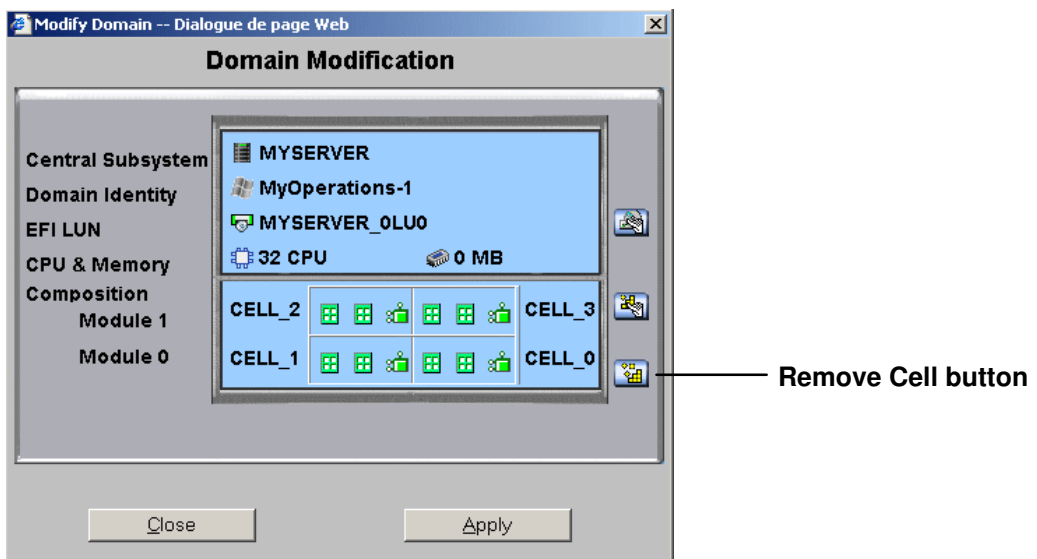 Modify Domain -- Dialogue de page Web
Domain Modification
Central Subsystem MYSERVER
Domain Identity MyOperations-1
EFI LUN MYSERVER_0LU0
CPU & Memory 32 CPU 0 MB
Composition
Module 1 CELL_2 CELL_3
Module 0 CELL_1 CELL_0
Remove Cell button
Close Apply